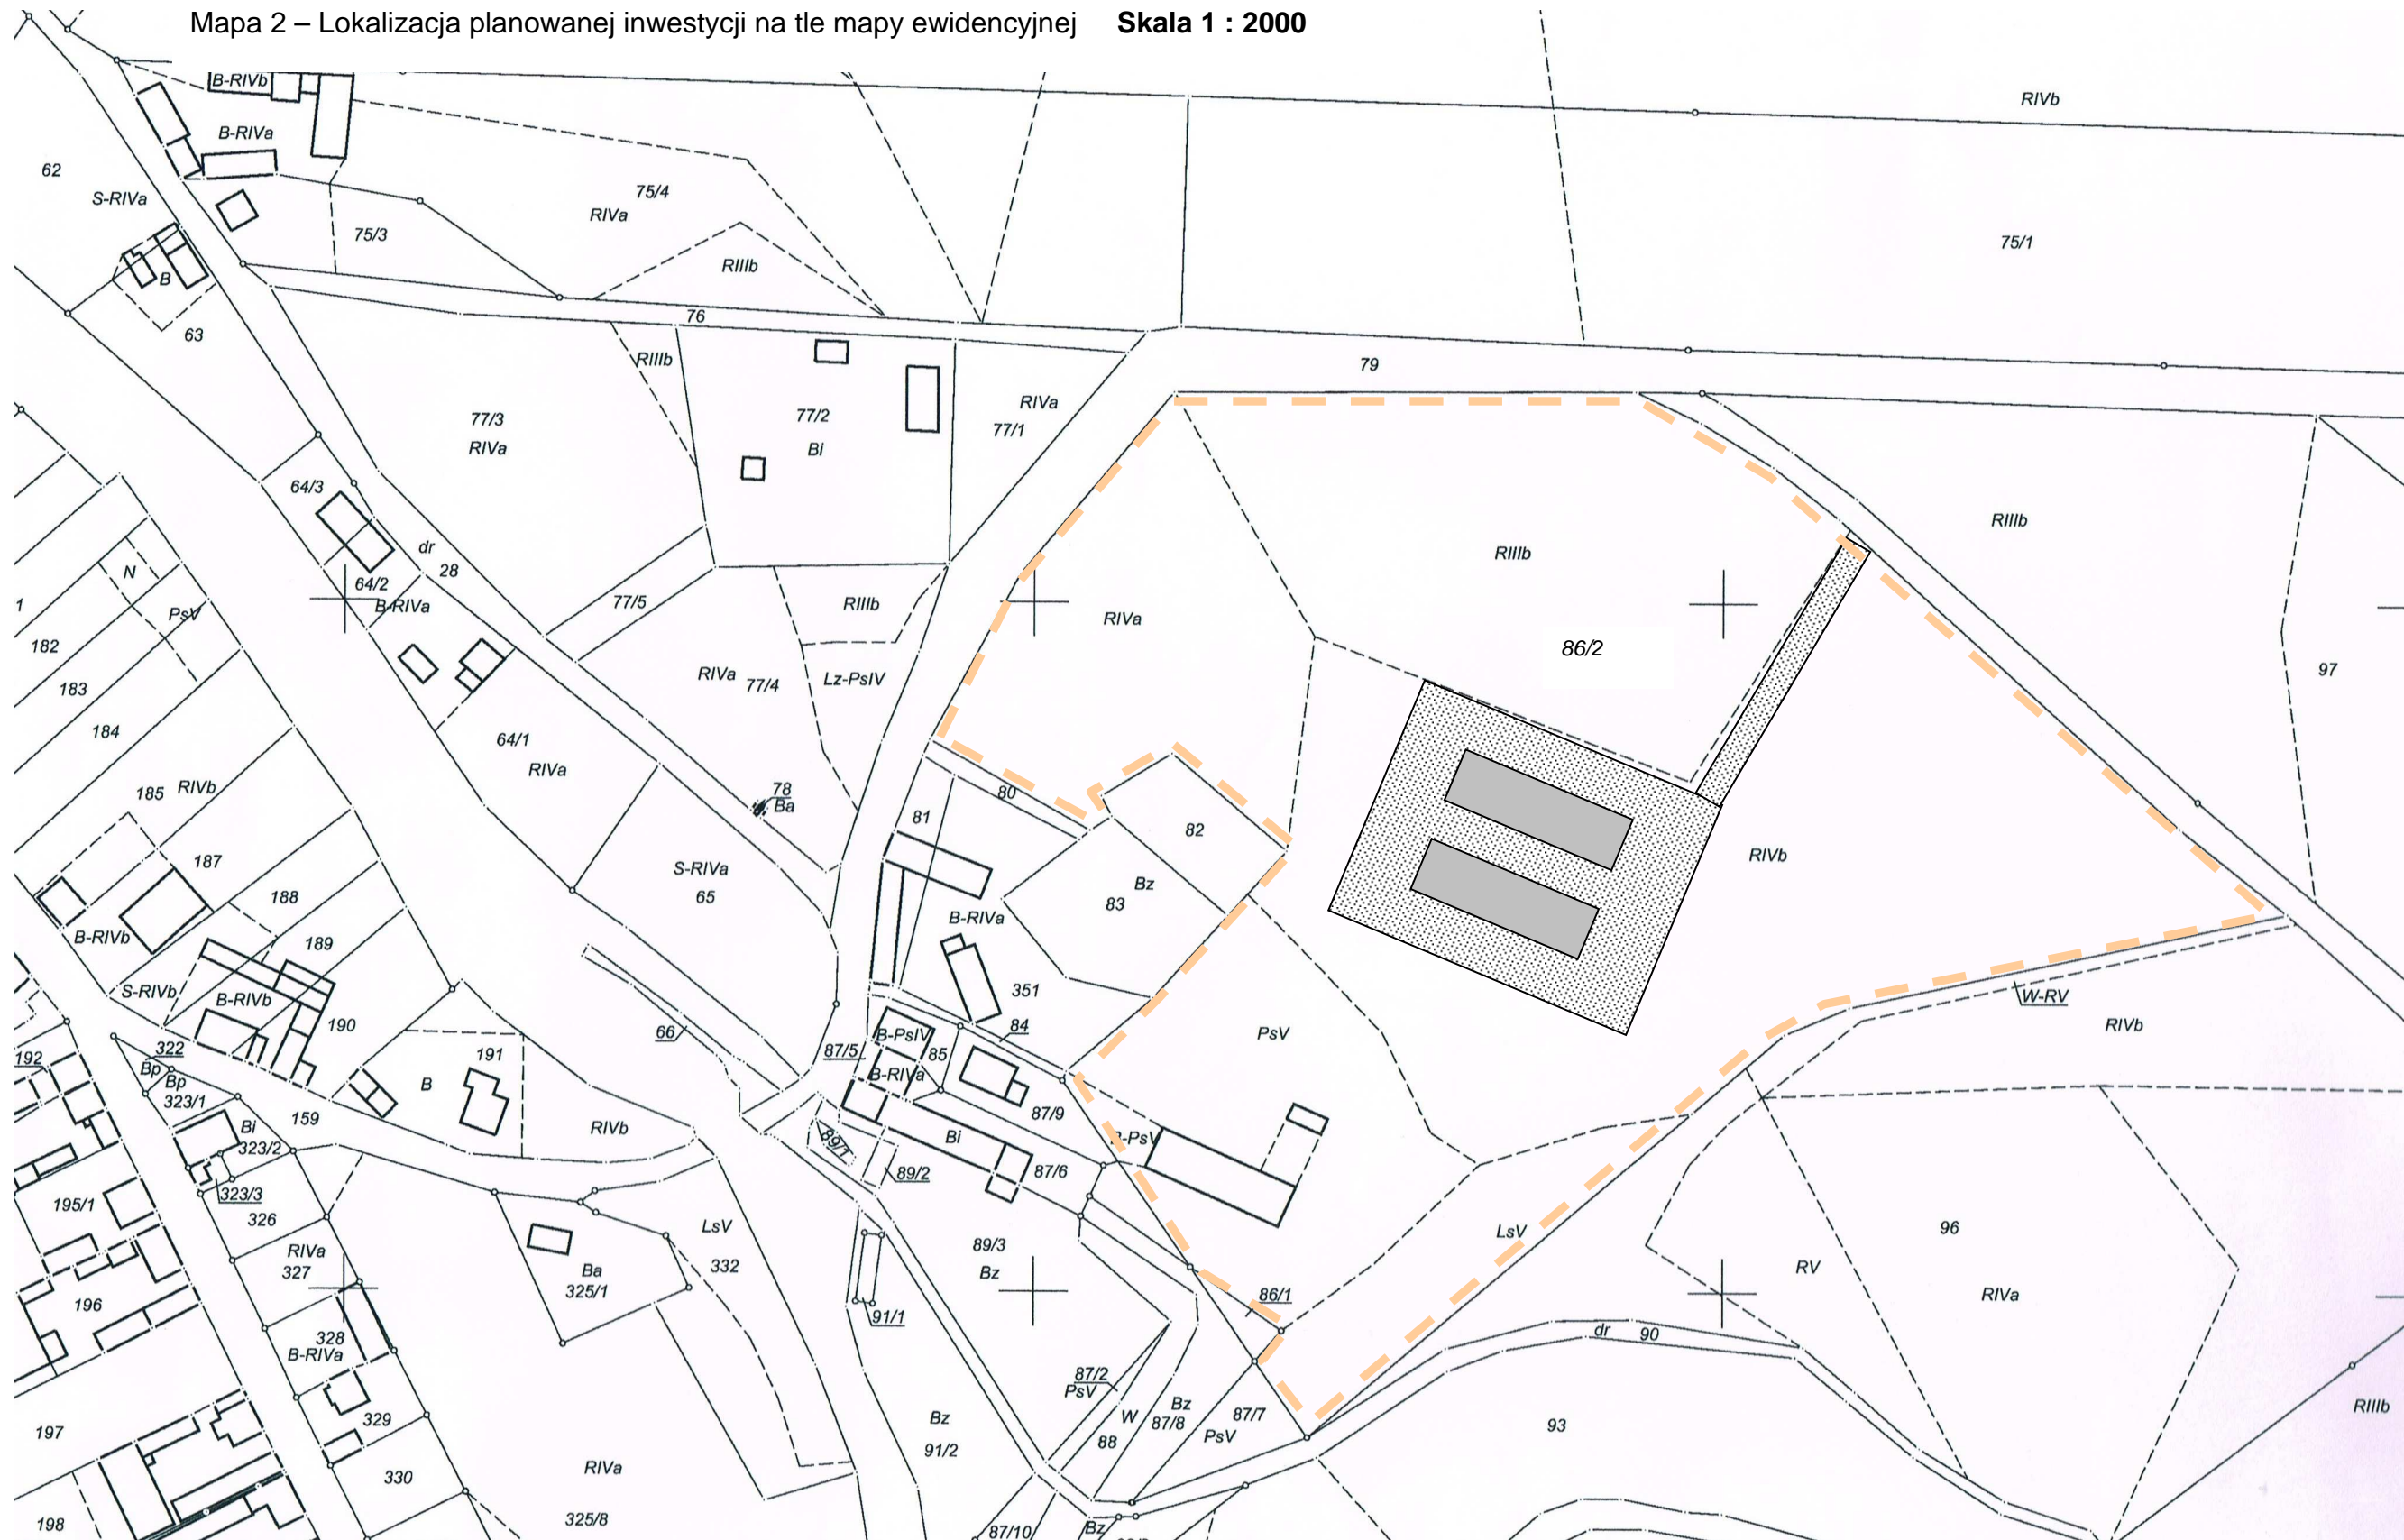 Mapa 2 – Lokalizacja planowanej inwestycji na tle mapy ewidencyjnej Skala 1 : 2000
B-RIVb
RIVb
B-RIVa
62
S-RIVa
75/4
RIVa
75/3
75/1
RIIIb
B
63
76
RIIIb
79
77/3
RIVa
77/2
Bi
RIVa
77/1
64/3
RIIIb
dr
28
RIIIb
N
64/2
B-RIVa
77/5
RIIIb
1
PsV
RIVa
86/2
182
183
RIVa
77/4
Lz-PsIV
97
184
64/1
RIVa
185
RIVb
78
Ba
80
81
82
187
S-RIVa
65
RIVb
188
Bz
83
B-RIVb
189
B-RIVa
S-RIVb
B-RIVb
351
W-RV
190
66
84
RIVb
B-PsIV
PsV
192
322
191
87/5
85
Bp
Bp
B
B-RIVa
323/1
159
87/9
Bi
323/2
RIVb
89/1
Bi
B-PsV
323/3
89/2
87/6
195/1
326
LsV
LsV
96
RIVa
327
332
89/3
Bz
Ba
325/1
RV
RIVa
196
86/1
91/1
328
B-RIVa
dr
90
87/2
PsV
RIIIb
329
197
Bz
91/2
W
Bz
87/8
87/7
PsV
93
88
330
RIVa
325/8
198
87/10
Bz